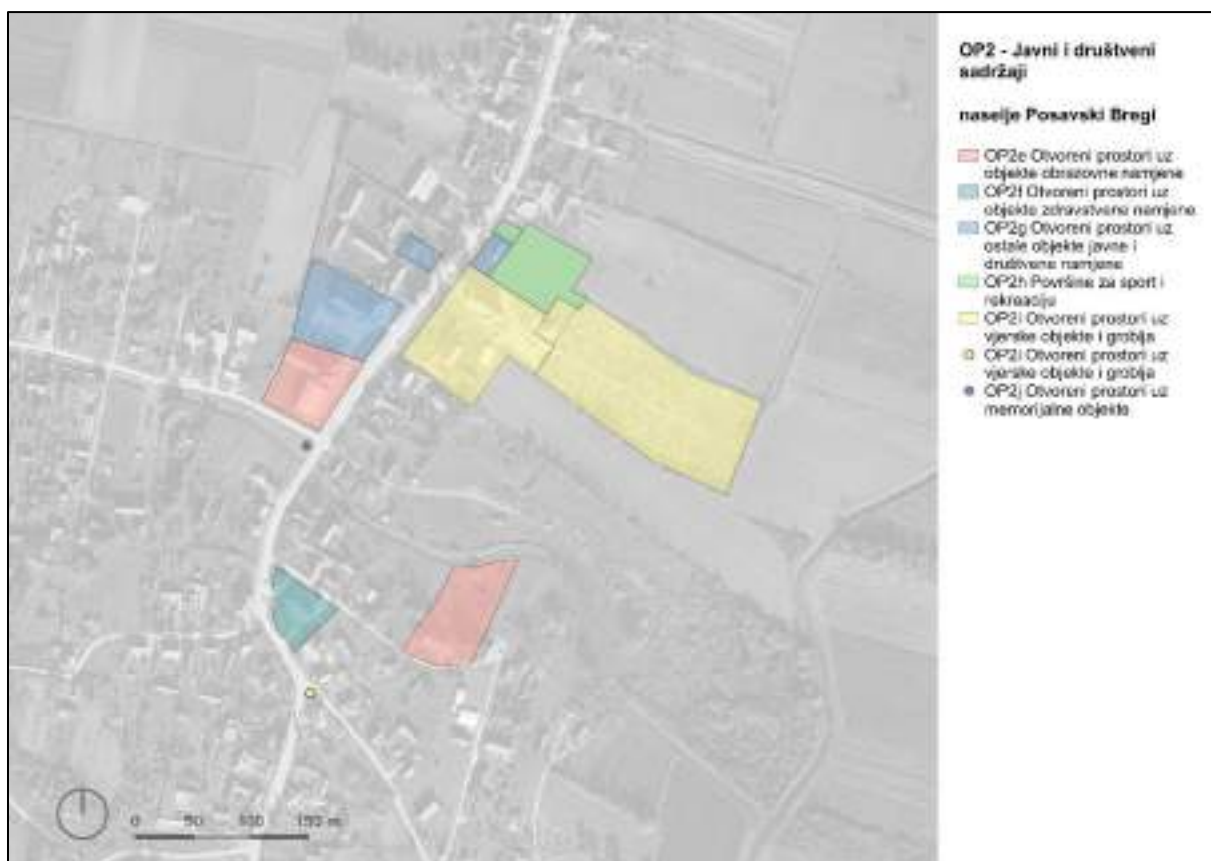 OP2 - Javni i društveni
sadržaji
naselje Posavski Bregi
OP2e Otvoreni prostori uz
objekte obrazovne namjene
OP2f Otvoreni prostori uz
objekte zdravstvene namjene
OP2g Otvoreni prostori uz
ostale objekte javne i
društvene namjene
OP2h Površine za sport i
rekreaciju
OP2i Otvoreni prostori uz
vjerske objekte i groblja
OP2i Otvoreni prostori uz
vjerske objekte i groblja
OP2j Otvoreni prostori uz
memorijalne objekte
0 50 100 150 m